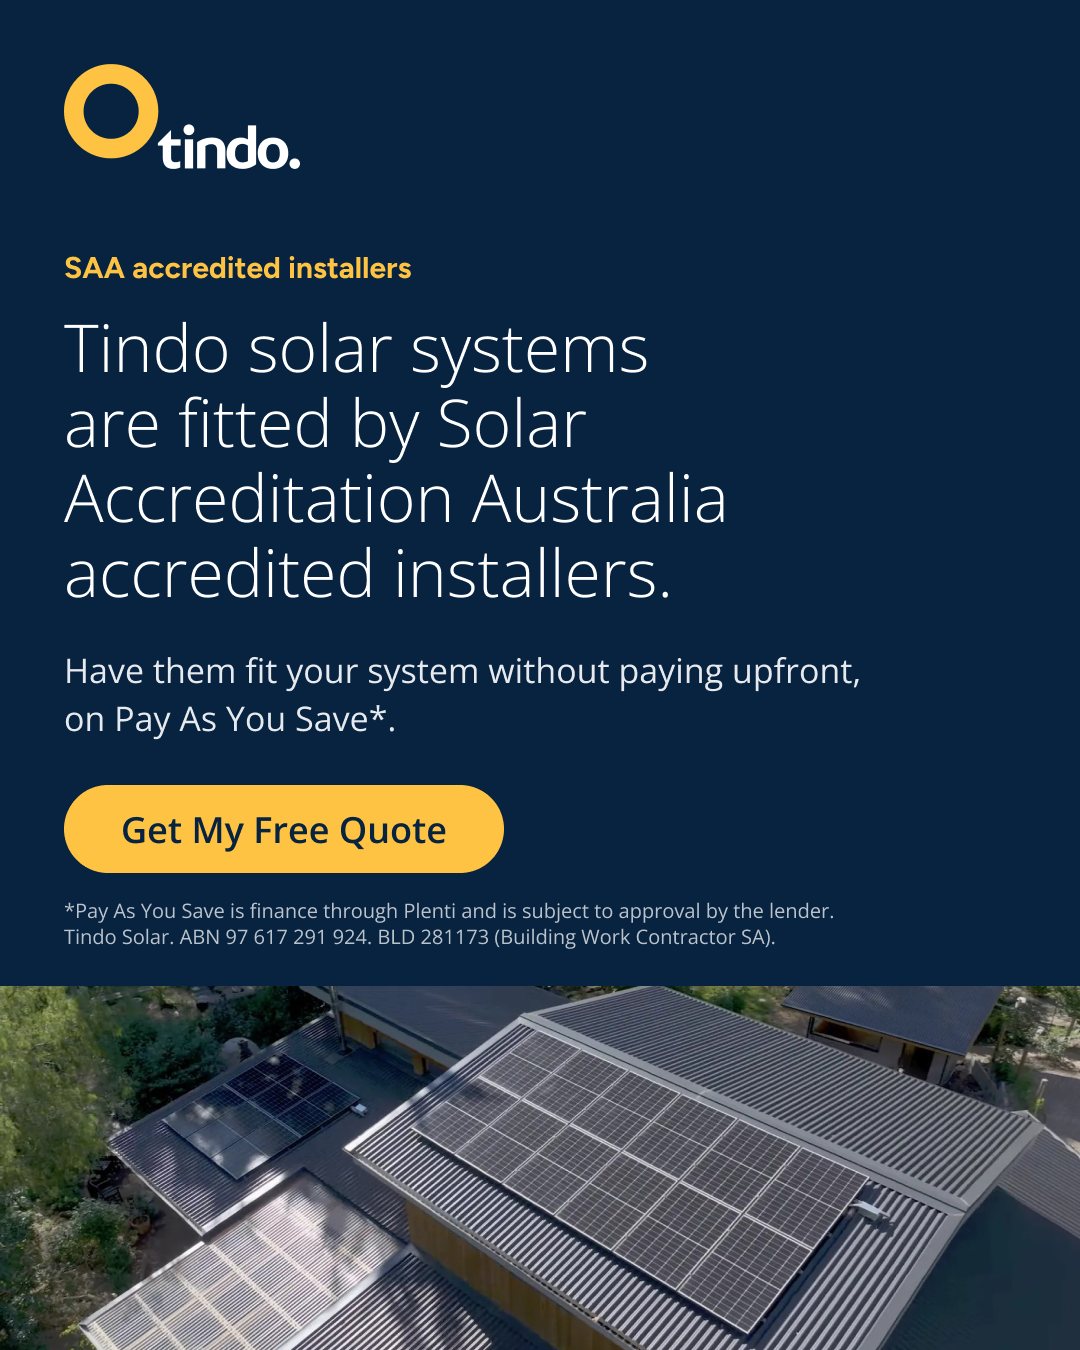 tindo.
SAA accredited installers
Tindo solar systems
are fitted by Solar
Accreditation Australia
accredited installers.
Have them fit your system without paying upfront,
on Pay As You Save*.
Get My Free Quote
*Pay As You Save is finance through Plenti and is subject to approval by the lender.
Tindo Solar. ABN 97 617 291 924. BLD 281173 (Building Work Contractor SA).